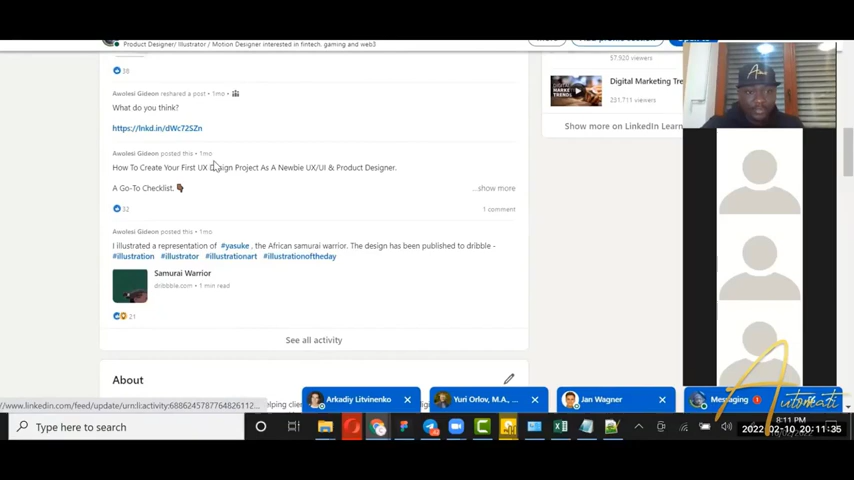 Product Designer/ Illustrator / Motion Designer interested in fintech. gaming and web3
38
Awolesi Gideon reshared a post • 1mo •
What do you think?
https://lnkd.in/dWc72SZn
Awolesi Gideon posted this • 1mo
How To Create Your First UX Design Project As A Newbie UX/UI & Product Designer.
A Go-To Checklist.
...show more
32
1 comment
Awolesi Gideon posted this • 1mo
I illustrated a representation of #yasuke , the African samurai warrior. The design has been published to dribble -
#illustration #illustrator #illustrationart #illustrationoftheday
Samurai Warrior
dribbble.com • 1 min read
21
See all activity
About
57,920 viewers
DIGITAL
MARKETING
TRENDS
Digital Marketing Tre
231,711 viewers
Show more on LinkedIn Learn
/www.linkedin.com/feed/update/urn:li:activity:6886245787764826112...
elping clien
Arkadiy Litvinenko
Yuri Orlov, M.A., ...
Jan Wagner
Messaging
Automati
Type here to search
8:11 PM
2022-02-10 20:11:35